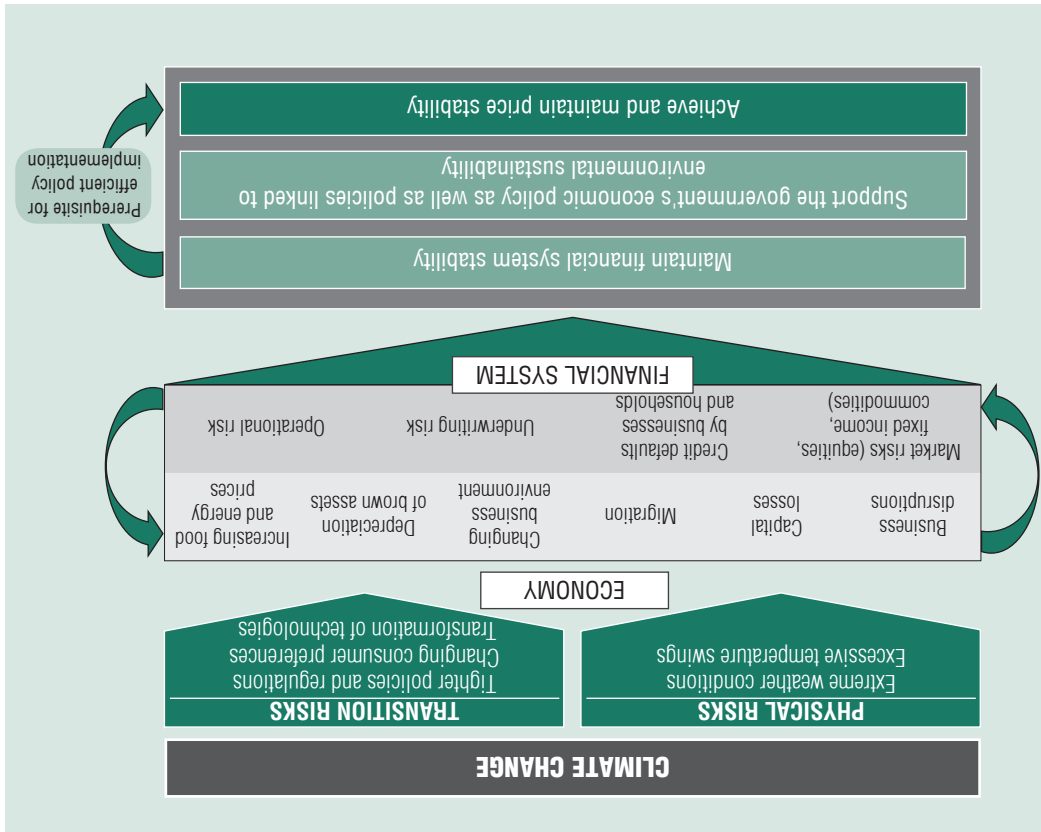 CLIMATE CHANGE
PHYSICAL RISKS
Extreme weather conditions
Excessive temperature swings
TRANSITION RISKS
Tighter policies and regulations
Changing consumer preferences
Transformation of technologies
ECONOMY
Business
disruptions
Capital
losses
Migration
Changing
business
environment
Depreciation
of brown assets
Increasing food
and energy
prices
Market risks (equities,
fixed income,
commodities)
Credit defaults
by businesses
and households
Underwriting risk
Operational risk
FINANCIAL SYSTEM
Maintain financial system stability
Support the government's economic policy as well as policies linked to
environmental sustainability
Achieve and maintain price stability
Prerequisite for
efficient policy
implementation